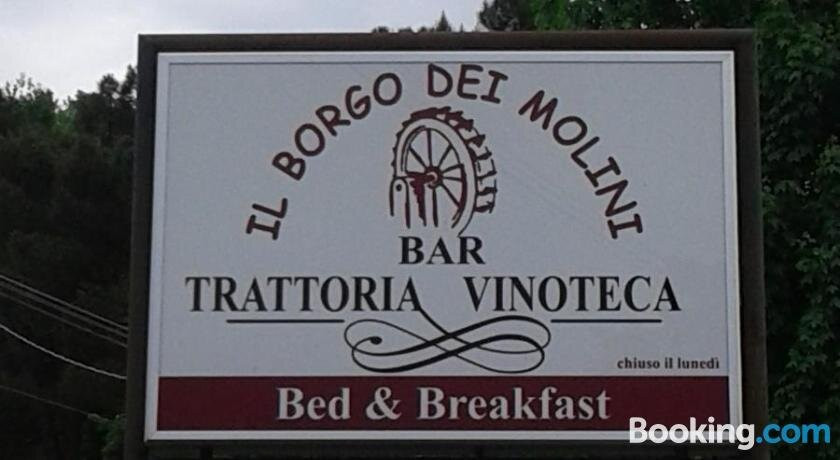 IL BORGO DEI MOLINI
BAR
TRATTORIA VINOTECA
chiuso il lunedì
Bed & Breakfast
Booking.com